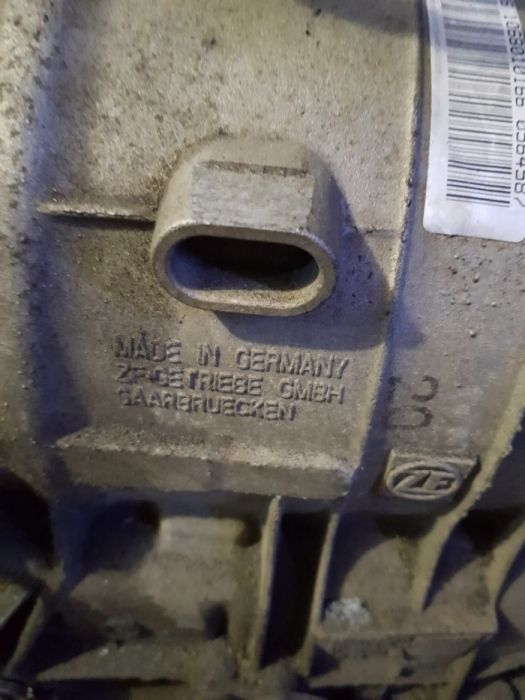 MADE IN GERMANY
ZF-GETRIEBE GMBH
SAARBRUECKEN
ZF